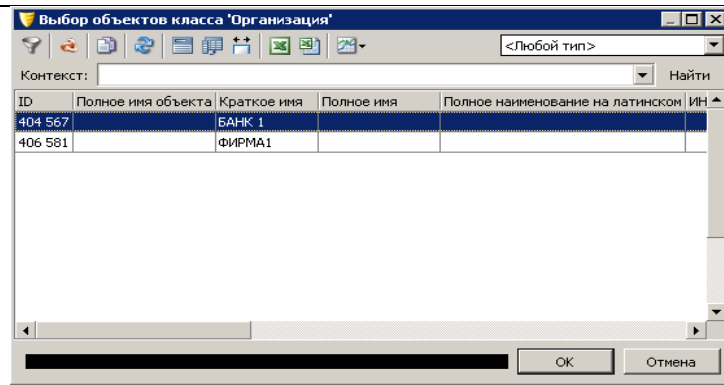 Выбор объектов класса 'Организация'
<Любой тип>
Контекст: Найти
ID Полное имя объекта Краткое имя Полное имя Полное наименование на латинском ИН
404 567 БАНК 1
406 581 ФИРМА1
OK Отмена